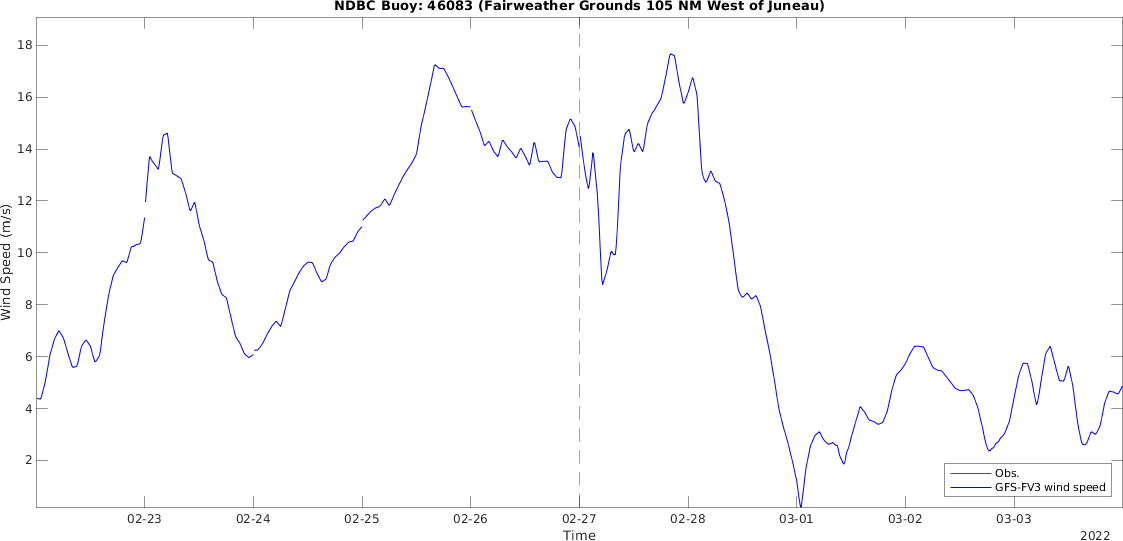 NDBC Buoy: 46083 (Fairweather Grounds 105 NM West of Juneau)
18
16
14
12
10
8
6
4
2
Wind Speed (m/s)
Obs.
GFS-FV3 wind speed
02-23 02-24 02-25 02-26 02-27 02-28 03-01 03-02 03-03
Time
2022